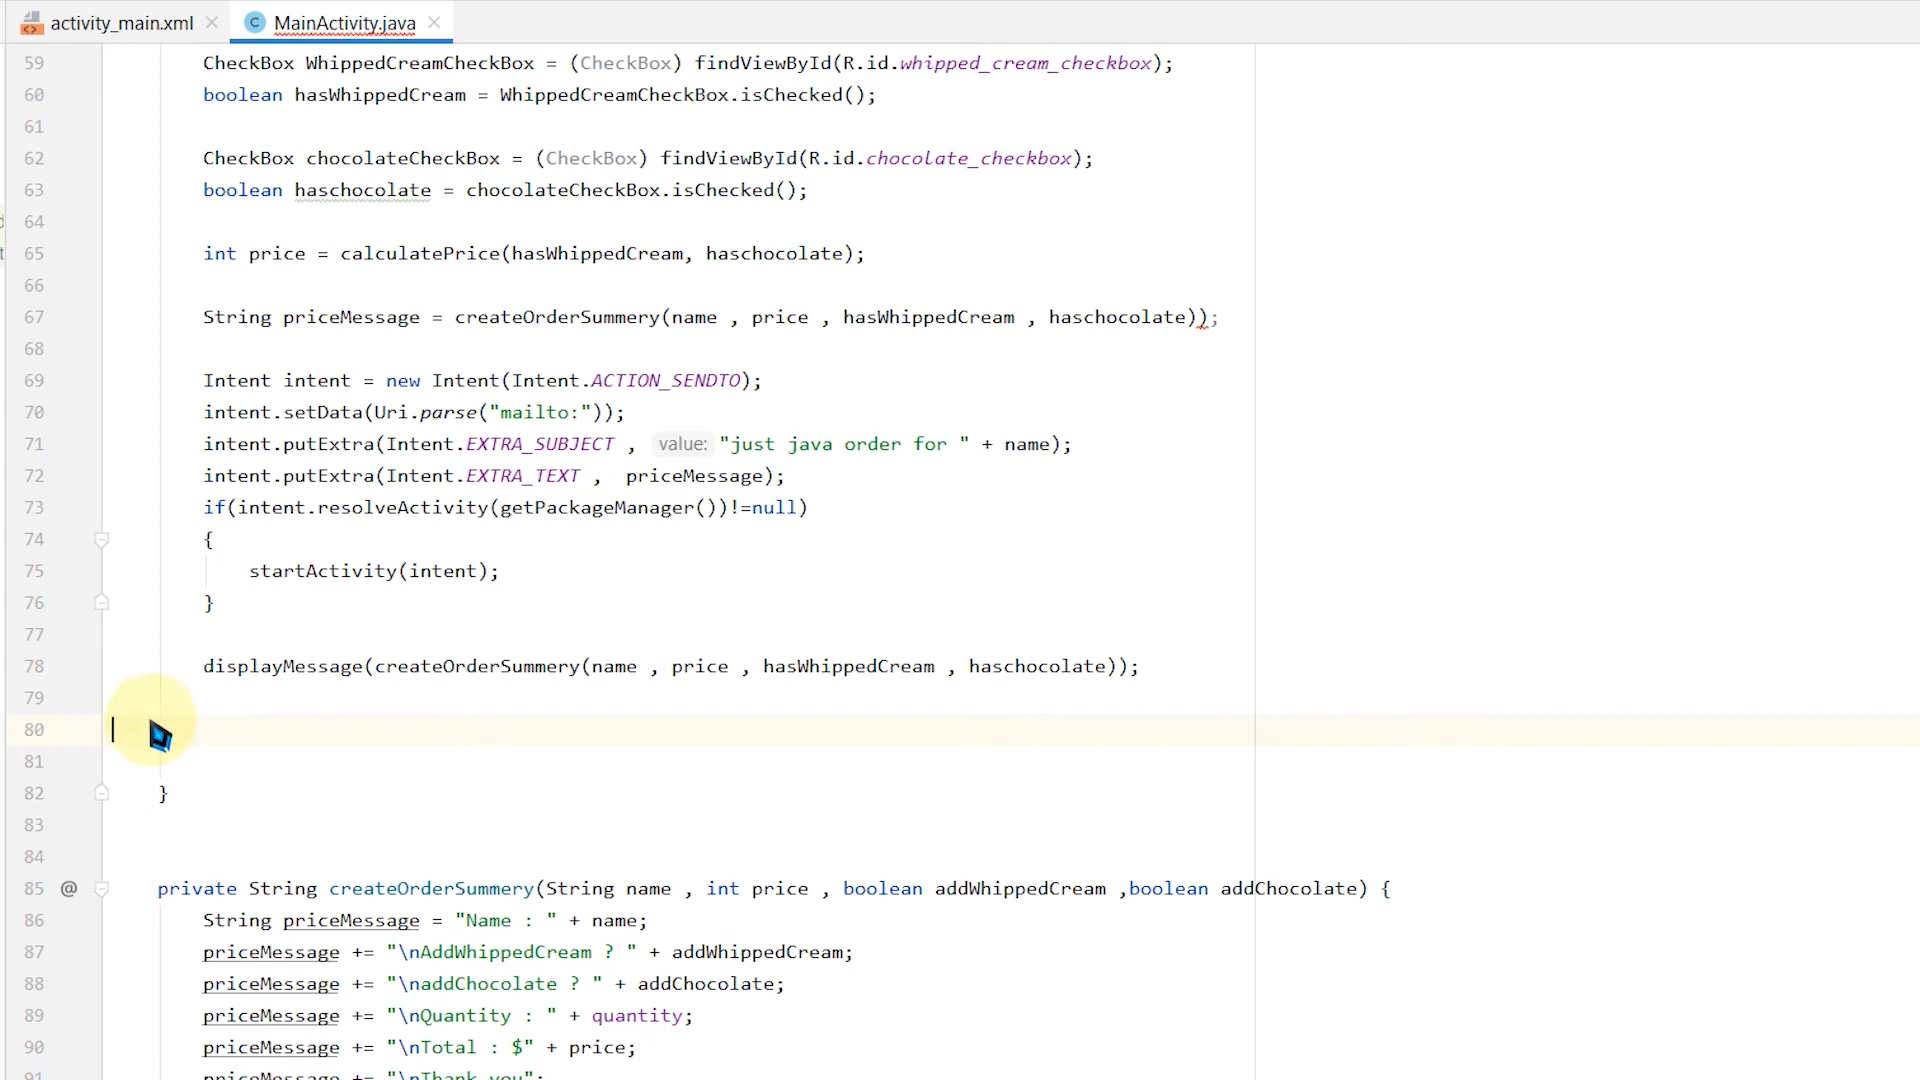 activity_main.xml MainActivity.java
59 CheckBox WhippedCreamCheckBox = (CheckBox) findViewById(R.id.whipped_cream_checkbox);
60 boolean hasWhippedCream = WhippedCreamCheckBox.isChecked();
61
62 CheckBox chocolateCheckBox = (CheckBox) findViewById(R.id.chocolate_checkbox);
63 boolean haschocolate = chocolateCheckBox.isChecked();
64
65 int price = calculatePrice(hasWhippedCream, haschocolate);
66
67 String priceMessage = createOrderSummery(name , price , hasWhippedCream , haschocolate));
68
69 Intent intent = new Intent(Intent.ACTION_SENDTO);
70 intent.setData(Uri.parse("mailto:"));
71 intent.putExtra(Intent.EXTRA_SUBJECT , value: "just java order for " + name);
72 intent.putExtra(Intent.EXTRA_TEXT , priceMessage);
73 if(intent.resolveActivity(getPackageManager())!=null)
74 {
75 startActivity(intent);
76 }
77
78 displayMessage(createOrderSummery(name , price , hasWhippedCream , haschocolate));
79
80
81
82 }
83
84
85 @ private String createOrderSummery(String name , int price , boolean addWhippedCream ,boolean addChocolate) {
86 String priceMessage = "Name : " + name;
87 priceMessage += "\nAddWhippedCream ? " + addWhippedCream;
88 priceMessage += "\naddChocolate ? " + addChocolate;
89 priceMessage += "\nQuantity : " + quantity;
90 priceMessage += "\nTotal : $" + price;
91 priceMessage += "\nThank you";